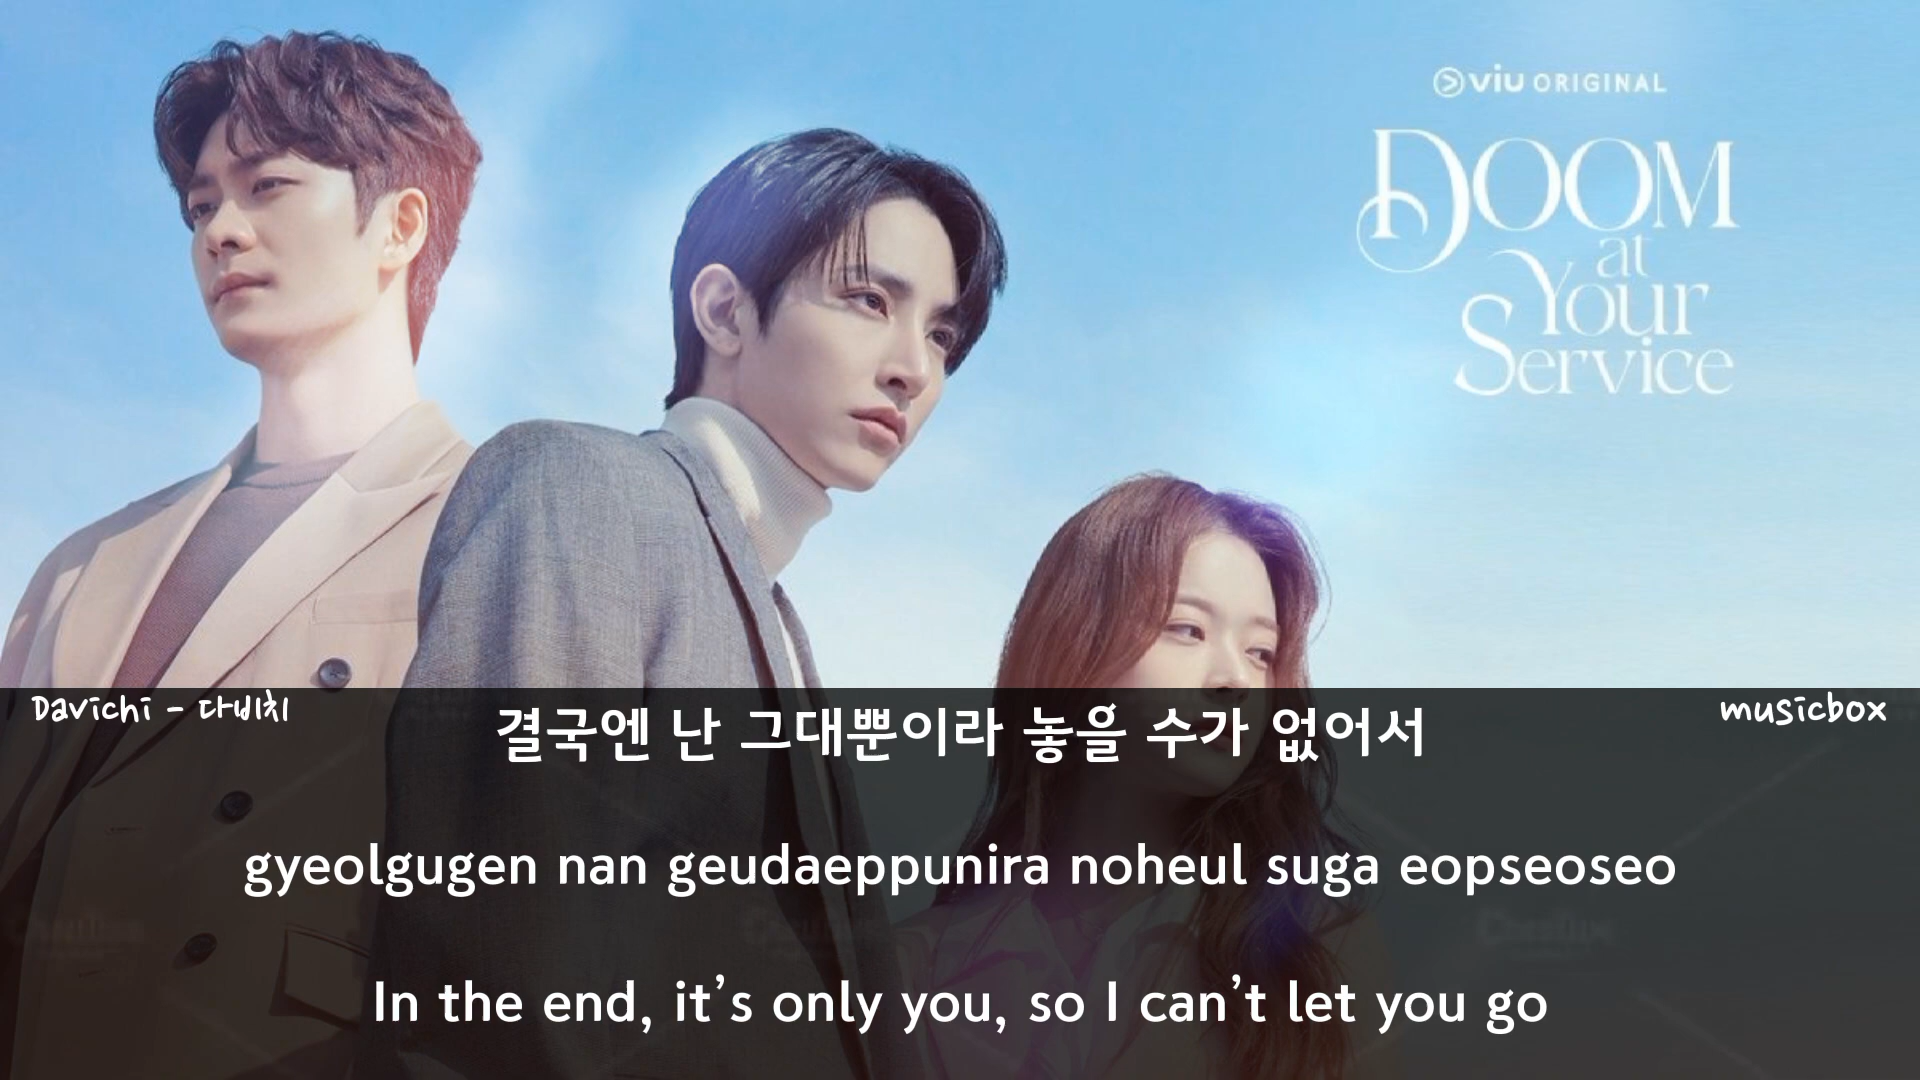 viu ORIGINAL
DOOM
at
Your
Service
Davichi - 다비치
musicbox
결국엔 난 그대뿐이라 놓을 수가 없어서
gyeolgugen nan geudaeppunira noheul suga eopseoseo
In the end, it's only you, so I can't let you go